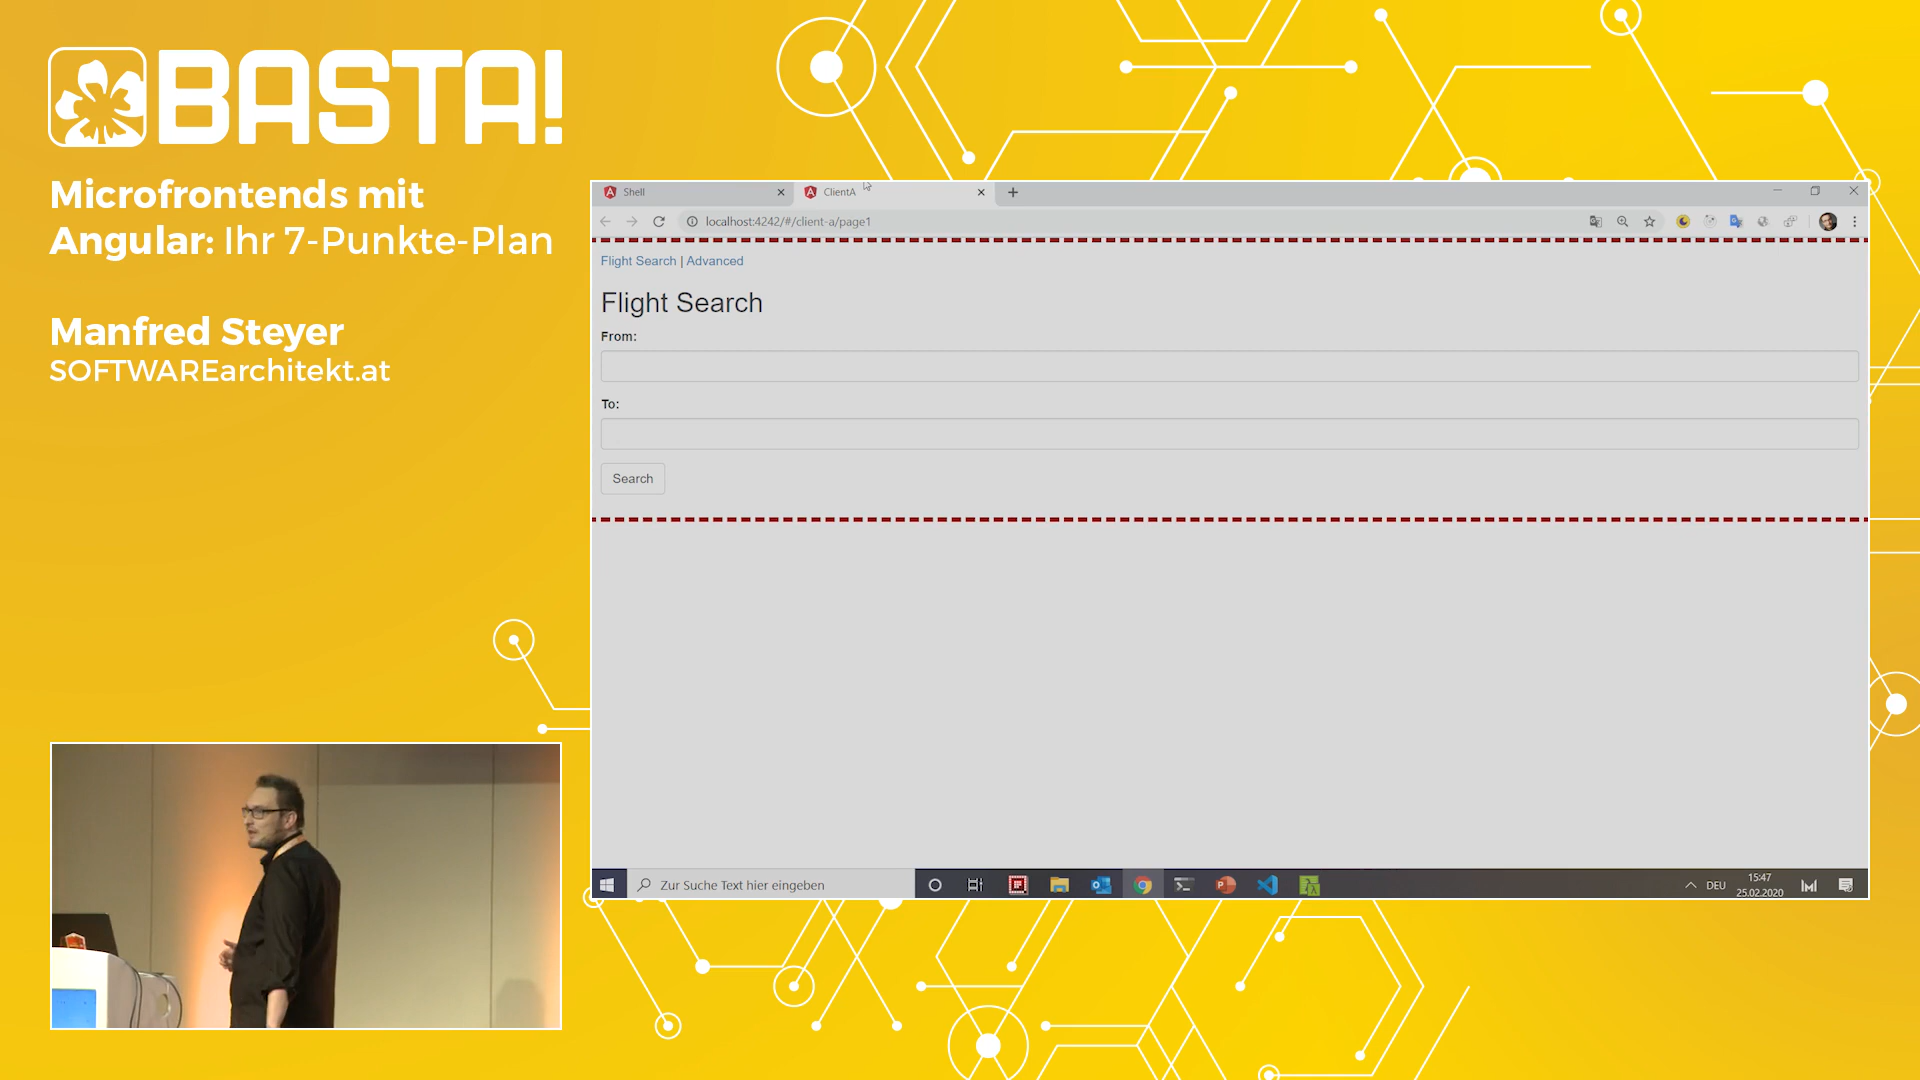 BASTA!
Microfrontends mit
Angular: Ihr 7-Punkte-Plan
Manfred Steyer
SOFTWAREarchitekt.at
Shell
ClientA
localhost:4242/#/client-a/page1
Flight Search | Advanced
Flight Search
From:
To:
Search
Zur Suche Text hier eingeben
DEU
15:47
25.02.2020